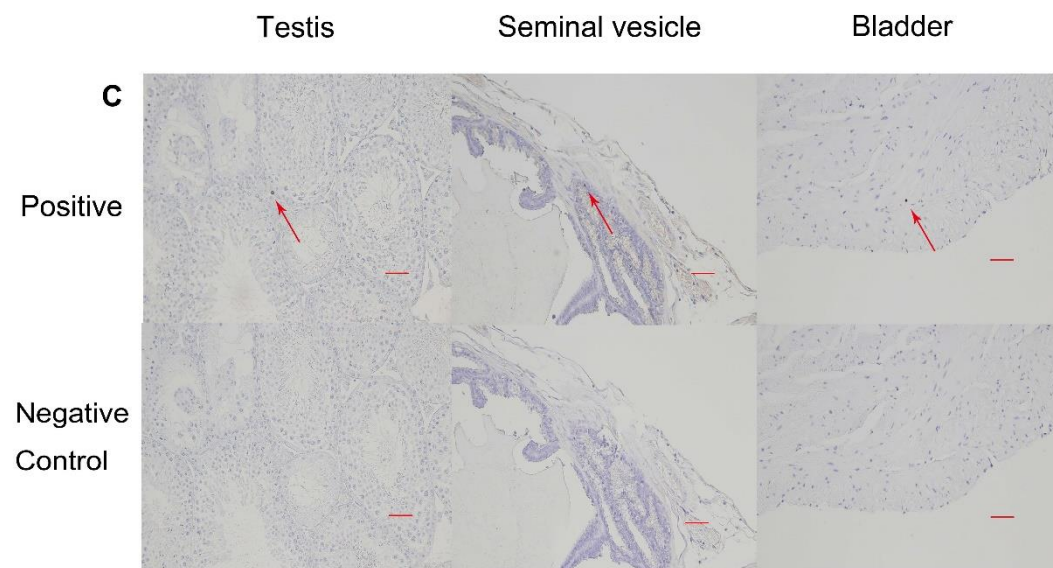 Testis Seminal vesicle Bladder
C
Positive
Negative
Control